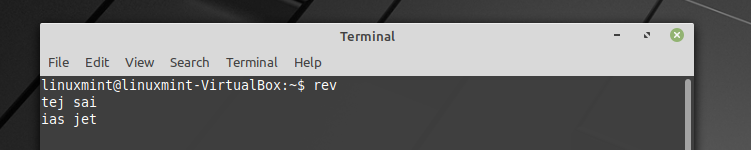 Terminal
File Edit View Search Terminal Help
linuxmint@linuxmint-VirtualBox:~$ rev
tej sai
ias jet